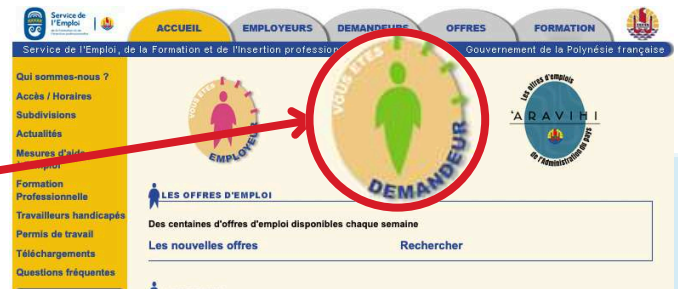 Service de
l'Emploi
ACCUEIL
EMPLOYEURS
DEMANDEURS
OFFRES
FORMATION
Service de l'Emploi, de la Formation et de l'Insertion
Gouvernement de la Polynésie française
Qui sommes-nous ?
Accès / Horaires
Subdivisions
Actualités
Mesures d'aide
Formation
Professionnelle
Travailleurs handicapés
Permis de travail
Téléchargements
Questions fréquentes
VOUS ETES
EMPLOYEUR
VOUS ETES
DEMANDEUR
Les offres d'emplois
'ARAVIHI
de l'Administration du pays
LES OFFRES D'EMPLOI
Des centaines d'offres d'emploi disponibles chaque semaine
Les nouvelles offres
Rechercher